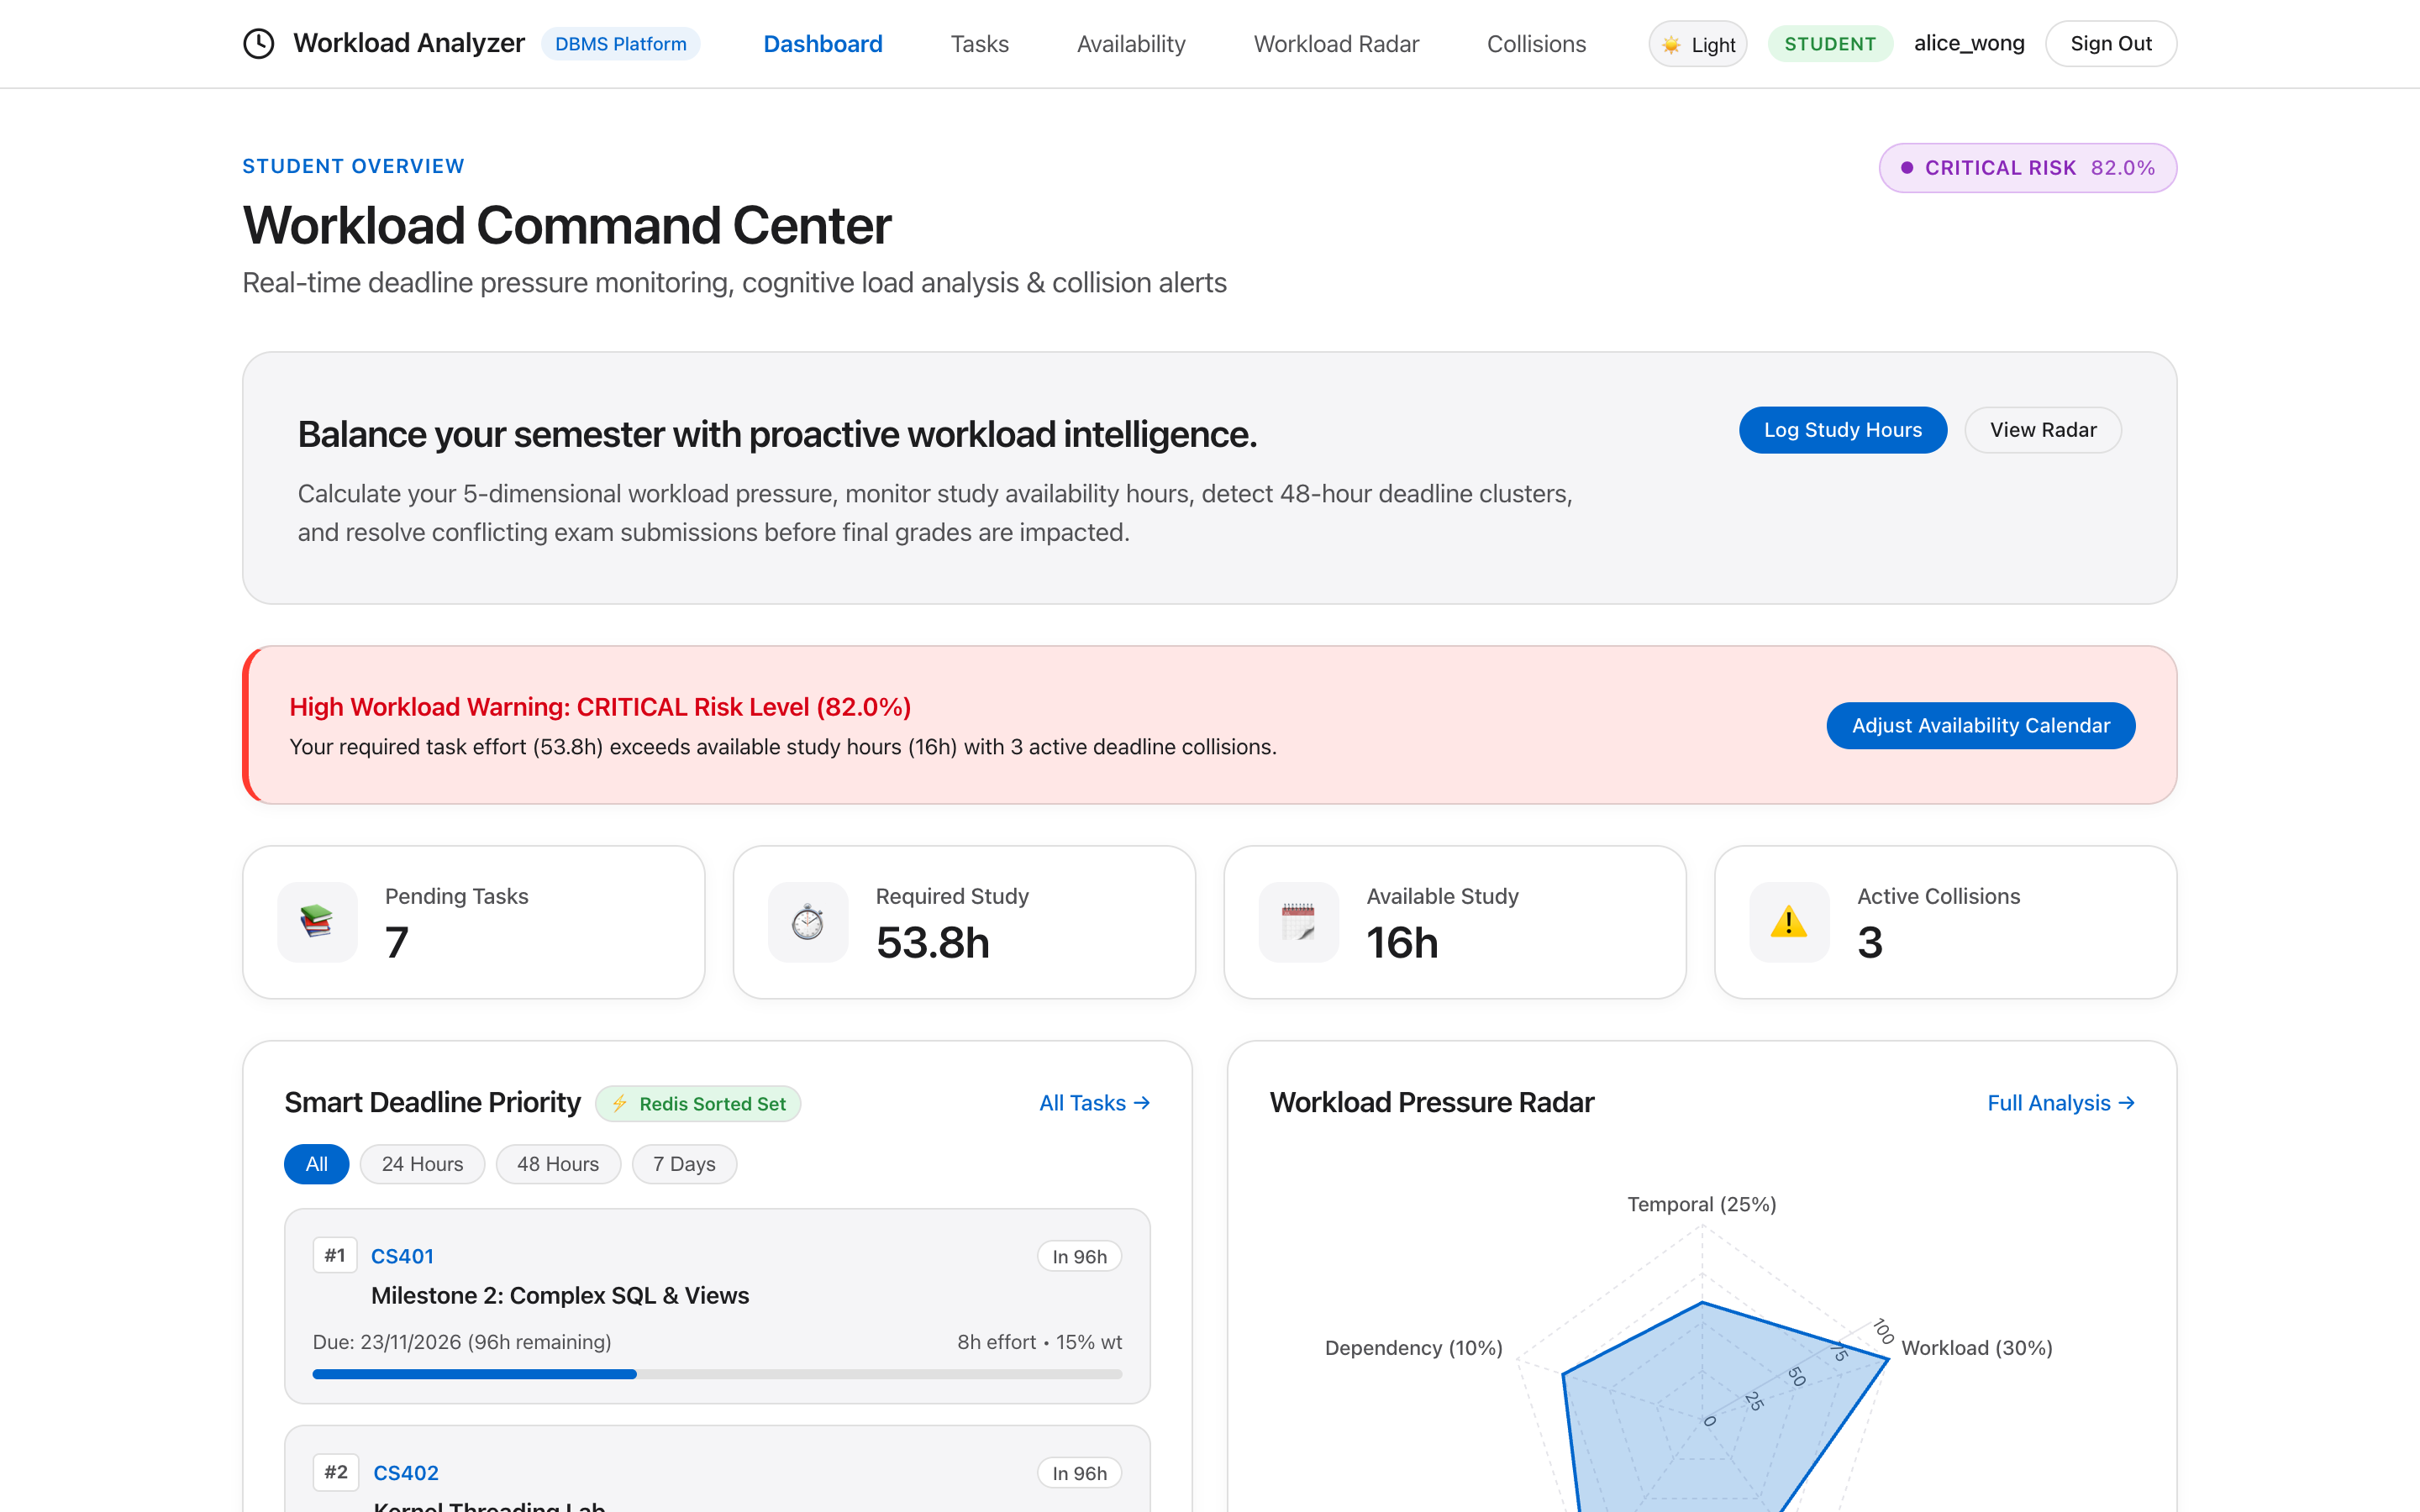 Workload Analyzer DBMS Platform Dashboard Tasks Availability Workload Radar Collisions Light STUDENT alice_wong Sign Out
STUDENT OVERVIEW
CRITICAL RISK 82.0%
Workload Command Center
Real-time deadline pressure monitoring, cognitive load analysis & collision alerts
Balance your semester with proactive workload intelligence.
Log Study Hours View Radar
Calculate your 5-dimensional workload pressure, monitor study availability hours, detect 48-hour deadline clusters,
and resolve conflicting exam submissions before final grades are impacted.
High Workload Warning: CRITICAL Risk Level (82.0%)
Your required task effort (53.8h) exceeds available study hours (16h) with 3 active deadline collisions.
Adjust Availability Calendar
Pending Tasks
7
Required Study
53.8h
Available Study
16h
Active Collisions
3
Smart Deadline Priority ⚡ Redis Sorted Set All Tasks →
All 24 Hours 48 Hours 7 Days
#1 CS401 In 96h
Milestone 2: Complex SQL & Views
Due: 23/11/2026 (96h remaining) 8h effort • 15% wt
#2 CS402 In 96h
Kernel Threading Lab
Workload Pressure Radar Full Analysis →
Temporal (25%)
Dependency (10%)
Workload (30%)
100
75
50
25
0